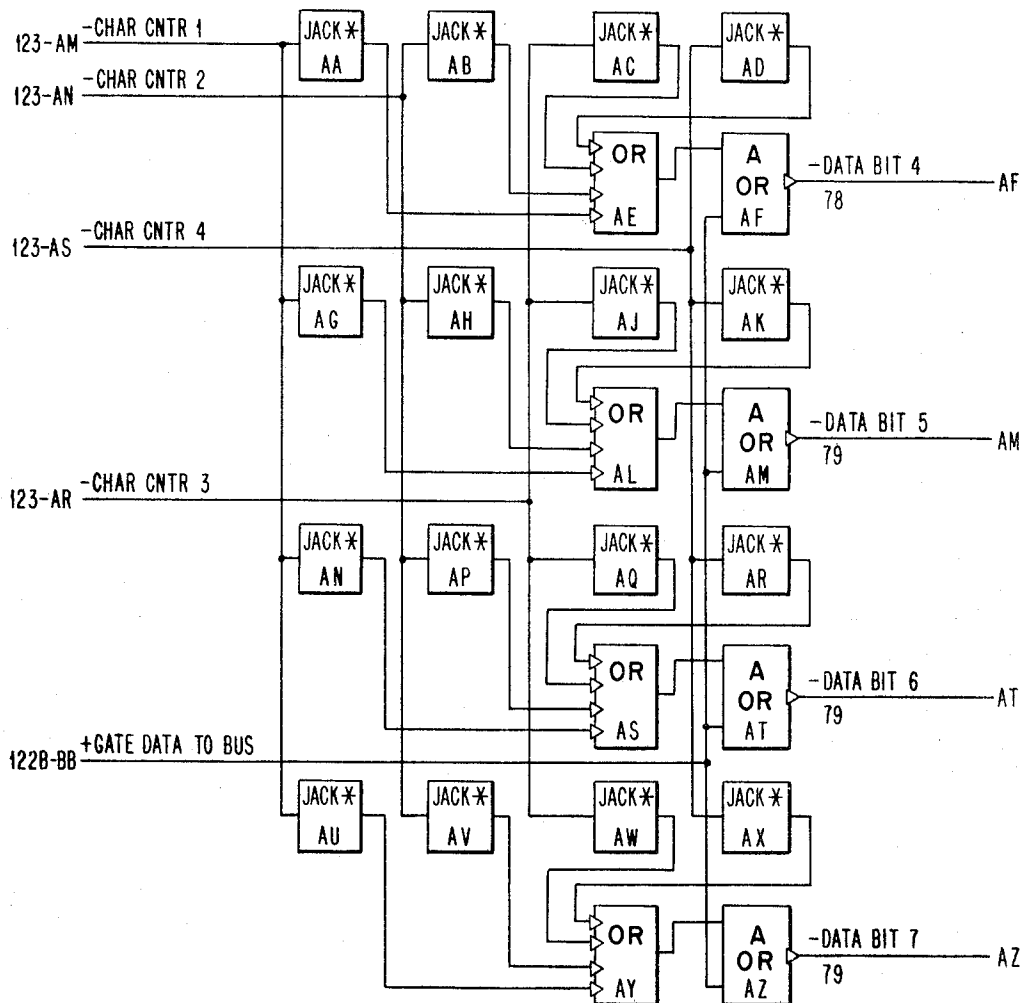 JACK* JACK* JACK* JACK*
123-AM -CHAR CNTR 1
AA AB AC AD
123-AN -CHAR CNTR 2
OR A
OR -DATA BIT 4 AF
AE AF 78
123-AS -CHAR CNTR 4
JACK* JACK* JACK* JACK*
AG AH AJ AK
OR A
OR -DATA BIT 5 AM
AL AM 79
123-AR -CHAR CNTR 3
JACK* JACK* JACK* JACK*
AN AP AQ AR
OR A
OR -DATA BIT 6 AT
AS AT 79
122B-BB +GATE DATA TO BUS
JACK* JACK* JACK* JACK*
AU AV AW AX
OR A
OR -DATA BIT 7 AZ
AY AZ 79